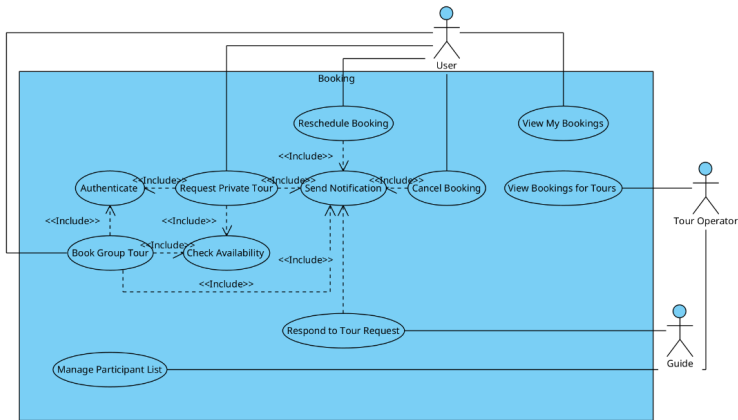 User
Booking
Reschedule Booking
View My Bookings
<<Include>>
Authenticate
<<Include>>
Request Private Tour
<<Include>>
Send Notification
<<Include>>
Cancel Booking
View Bookings for Tours
Tour Operator
<<Include>>
<<Include>>
Book Group Tour
<<Include>>
Check Availability
<<Include>>
<<Include>>
Respond to Tour Request
Guide
Manage Participant List